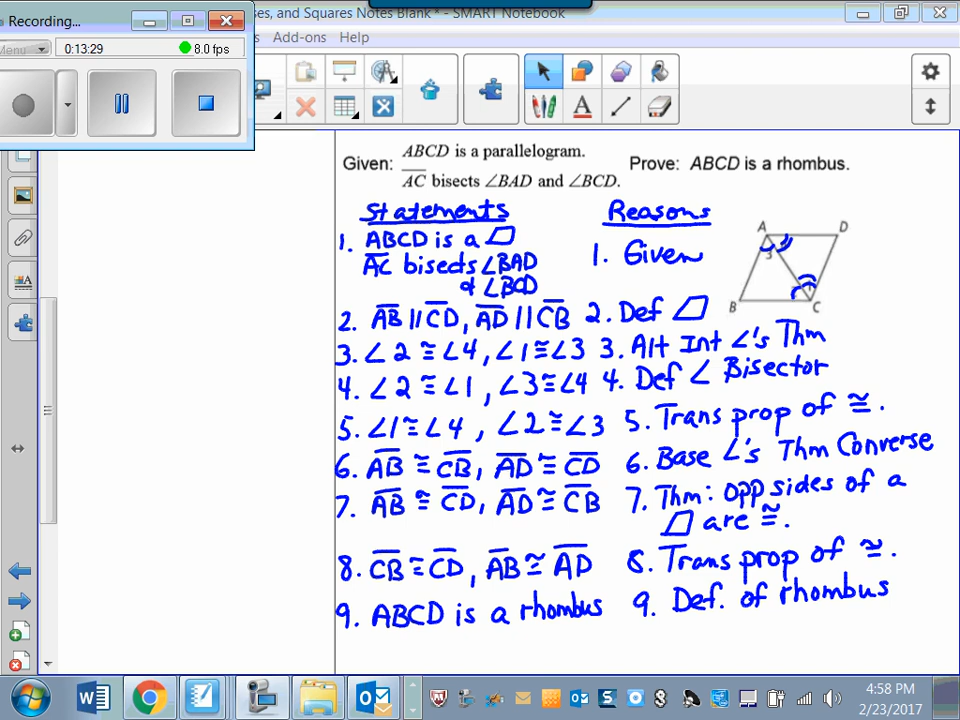 Recording...
ses, and Squares Notes Blank * - SMART Notebook
Menu
0:13:29
8.0 fps
s Add-ons Help
Given: ABCD is a parallelogram.
AC bisects ∠BAD and ∠BCD.
Prove: ABCD is a rhombus.
Statements
Reasons
1. ABCD is a ▱
AC bisects ∠BAD
& ∠BCD
1. Given
A D
3
B C
2. AB || CD, AD || CB 2. Def ▱
3. ∠2 ≅ ∠4, ∠1 ≅ ∠3 3. Alt Int ∠'s Thm
4. ∠2 ≅ ∠1, ∠3 ≅ ∠4 4. Def ∠ Bisector
5. ∠1 ≅ ∠4, ∠2 ≅ ∠3 5. Trans prop of ≅.
6. AB ≅ CB, AD ≅ CD 6. Base ∠'s Thm Converse
7. AB ≅ CD, AD ≅ CB 7. Thm: opp sides of a
▱ are ≅.
8. CB ≅ CD, AB ≅ AD 8. Trans prop of ≅.
9. ABCD is a rhombus 9. Def. of rhombus
4:58 PM
2/23/2017